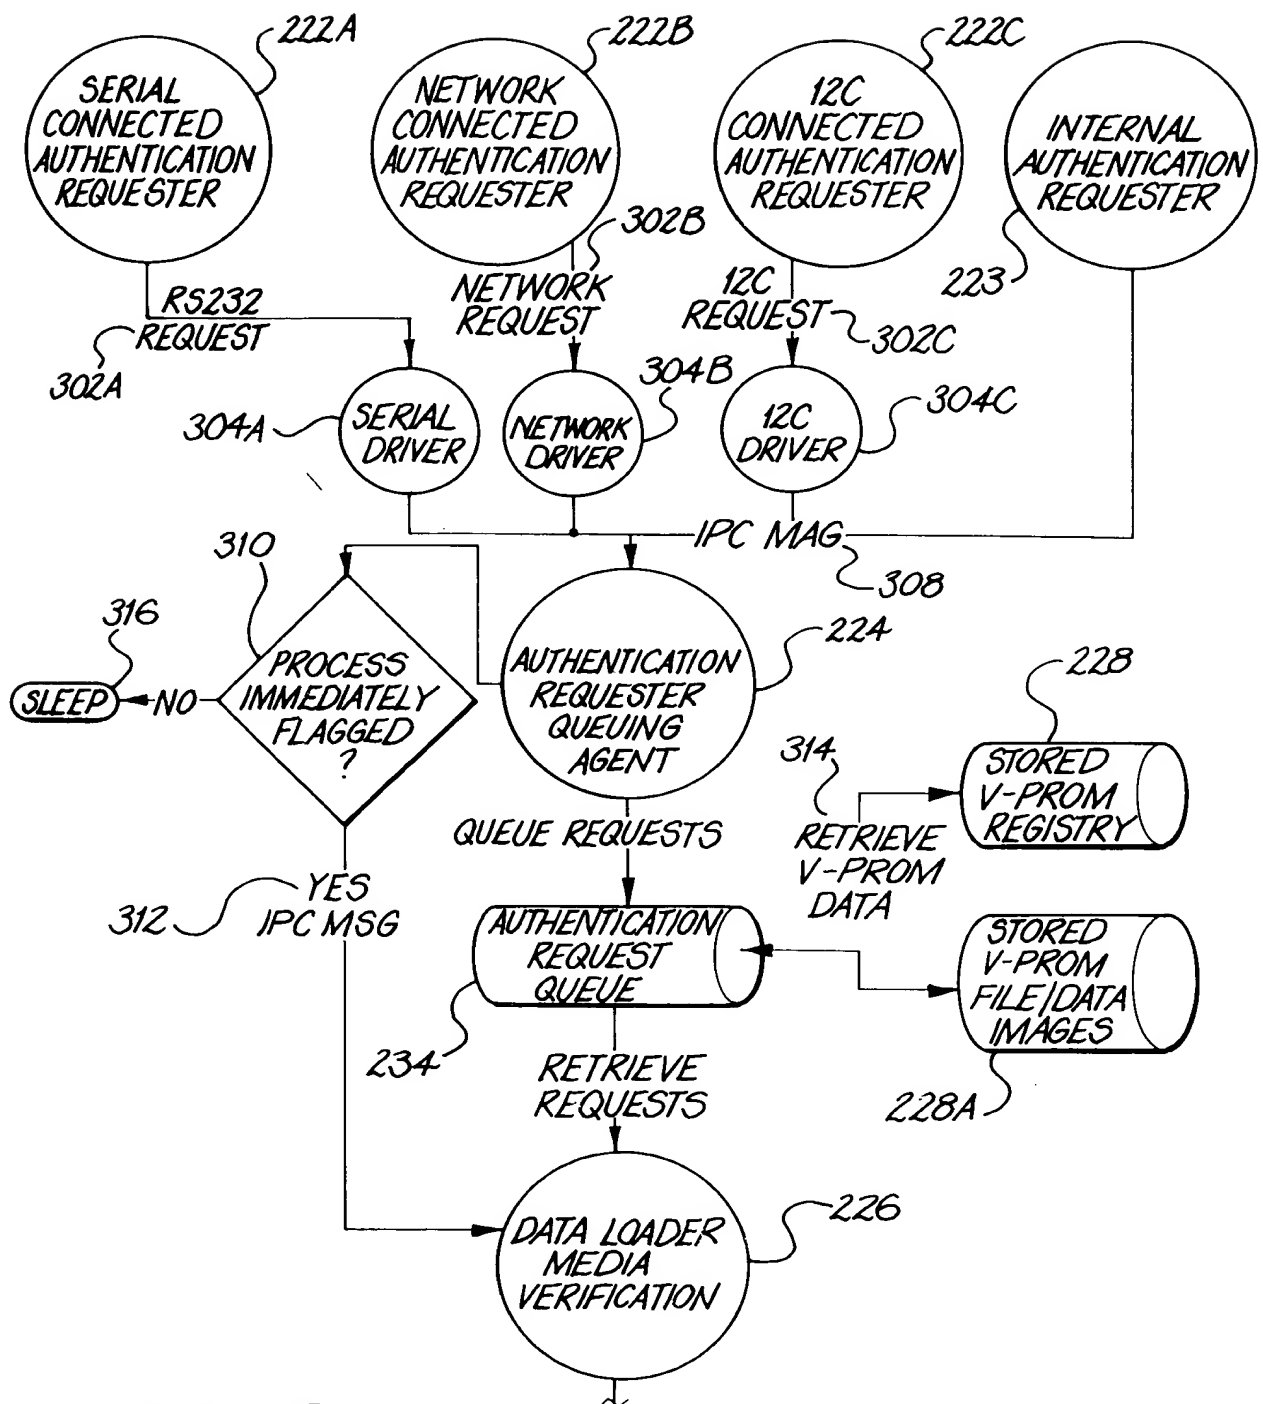 222A
222B
222C
SERIAL
CONNECTED
AUTHENTICATION
REQUESTER
NETWORK
CONNECTED
AUTHENTICATION
REQUESTER
12C
CONNECTED
AUTHENTICATION
REQUESTER
INTERNAL
AUTHENTICATION
REQUESTER
223
RS232
REQUEST
302A
302B
NETWORK
REQUEST
12C
REQUEST
302C
304A
SERIAL
DRIVER
304B
NETWORK
DRIVER
304C
12C
DRIVER
IPC MAG
308
310
316
SLEEP
NO
PROCESS
IMMEDIATELY
FLAGGED
?
AUTHENTICATION
REQUESTER
QUEUING
AGENT
224
228
STORED
V-PROM
REGISTRY
314
RETRIEVE
V-PROM
DATA
QUEUE REQUESTS
YES
IPC MSG
312
AUTHENTICATION
REQUEST
QUEUE
234
STORED
V-PROM
FILE/DATA
IMAGES
228A
RETRIEVE
REQUESTS
DATA LOADER
MEDIA
VERIFICATION
226